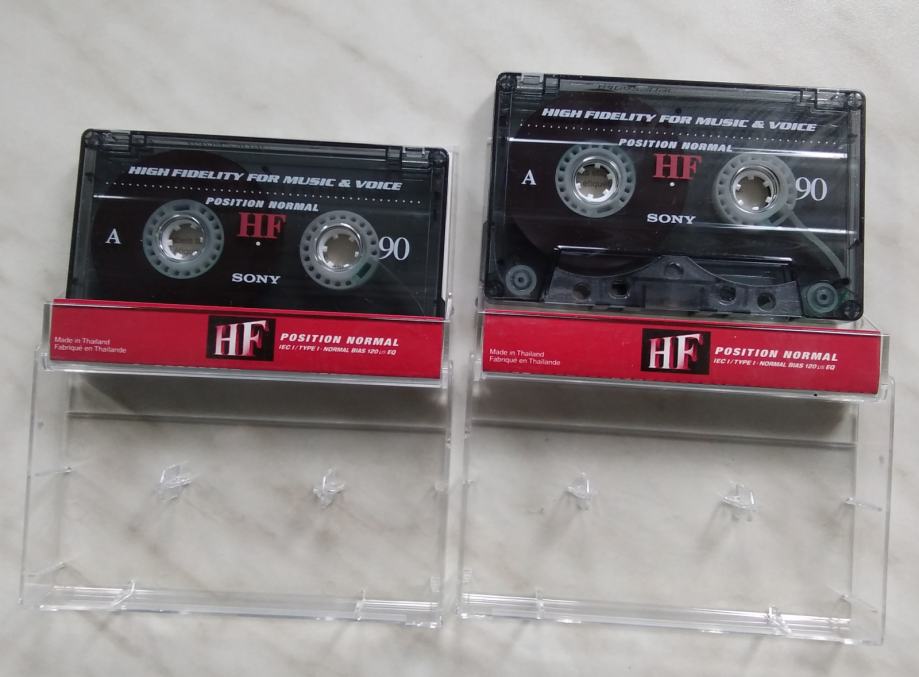 HIGH FIDELITY FOR MUSIC & VOICE
POSITION NORMAL
HF
A
90
SONY
Made in Thailand
Fabriqué en Thaïlande
HF
POSITION NORMAL
IEC I / TYPE I · NORMAL BIAS 120 µs EQ
HIGH FIDELITY FOR MUSIC & VOICE
POSITION NORMAL
HF
A
90
SONY
Made in Thailand
Fabriqué en Thaïlande
HF
POSITION NORMAL
IEC I / TYPE I · NORMAL BIAS 120 µs EQ